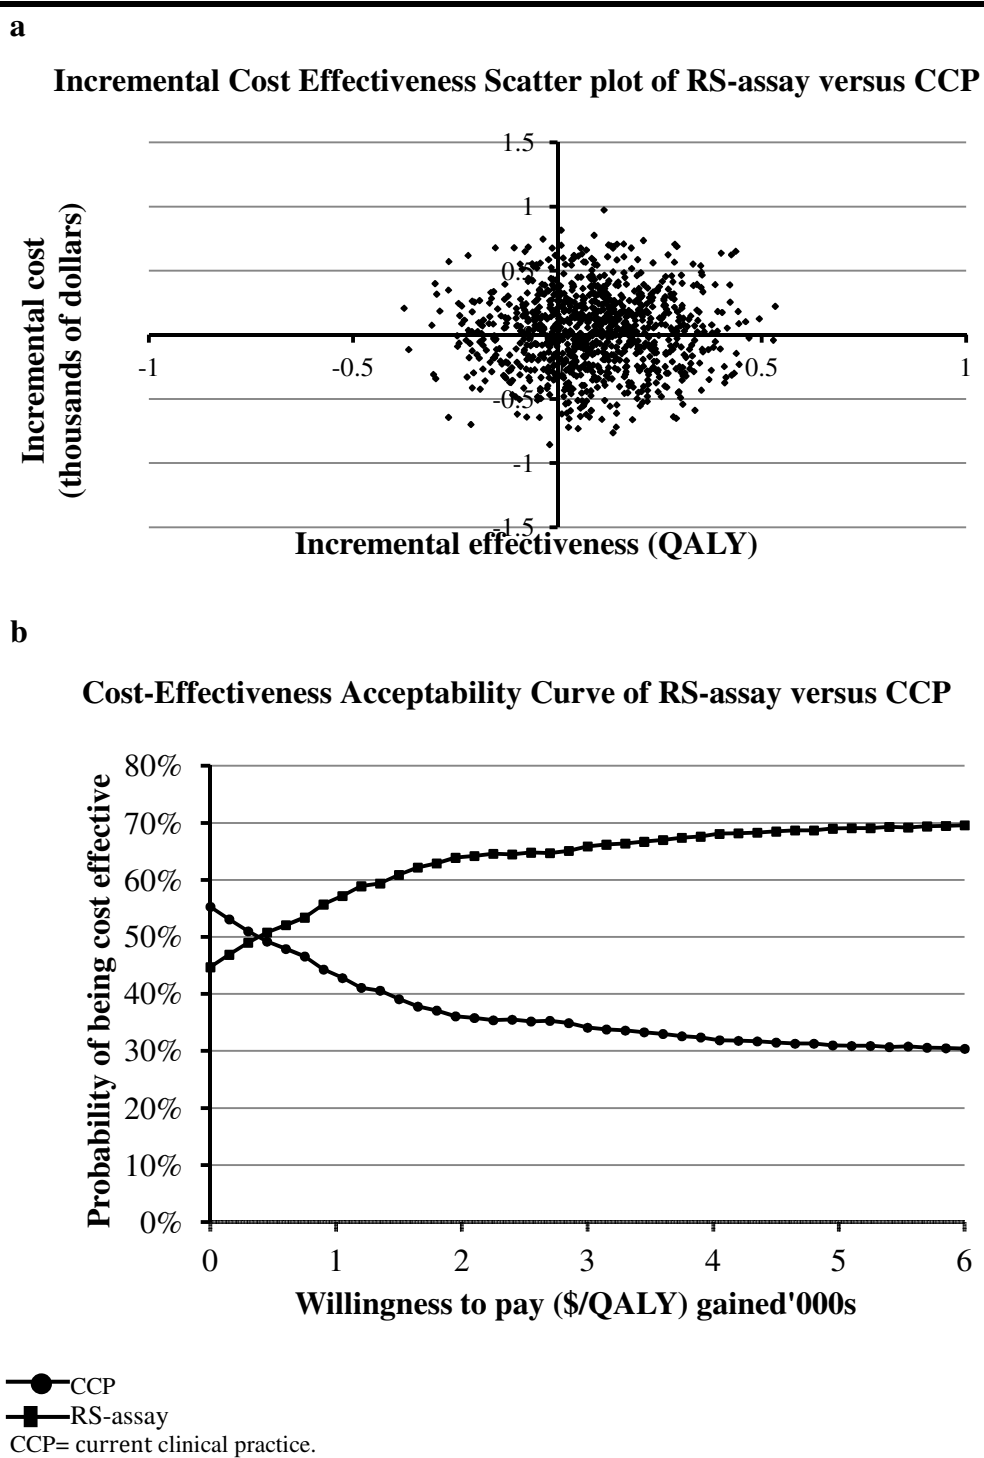 a
Incremental Cost Effectiveness Scatter plot of RS-assay versus CCP
Incremental cost
(thousands of dollars)
1.5
1
0.5
-1
-0.5
0.5
1
-0.5
-1
-1.5
Incremental effectiveness (QALY)
b
Cost-Effectiveness Acceptability Curve of RS-assay versus CCP
Probability of being cost effective
80%
70%
60%
50%
40%
30%
20%
10%
0%
0 1 2 3 4 5 6
Willingness to pay ($/QALY) gained'000s
CCP
RS-assay
CCP= current clinical practice.